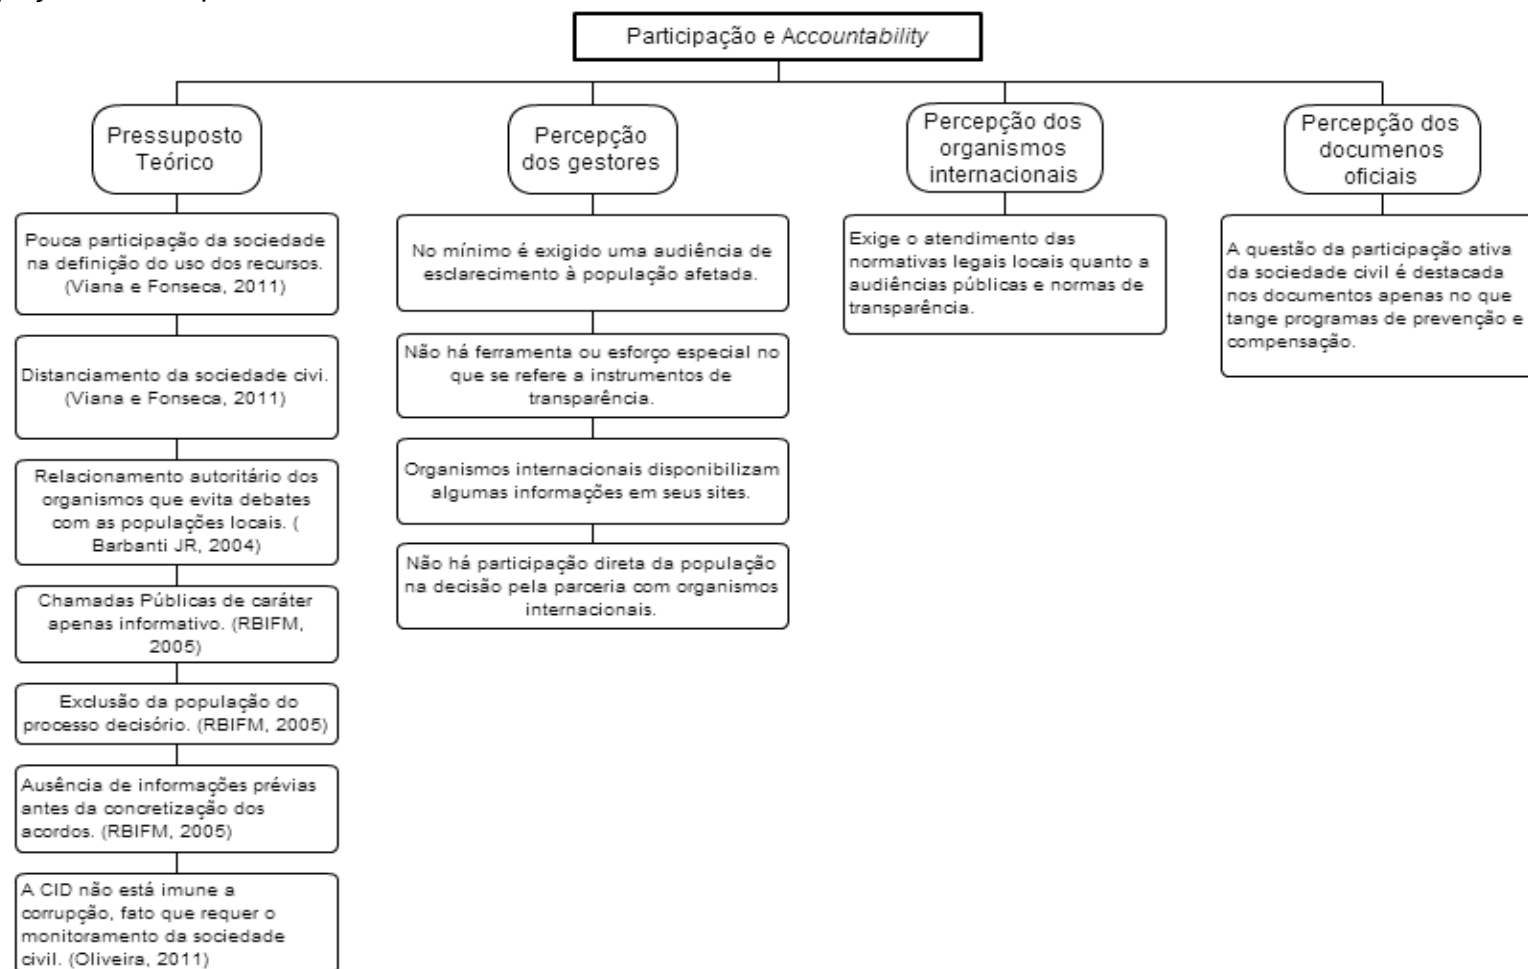 Participação e Accountability
Pressuposto
Teórico
Pouca participação da sociedade
na definição do uso dos recursos.
(Viana e Fonseca, 2011)
Distanciamento da sociedade civi.
(Viana e Fonseca, 2011)
Relacionamento autoritário dos
organismos que evita debates
com as populações locais. (
Barbanti JR, 2004)
Chamadas Públicas de caráter
apenas informativo. (RBIFM,
2005)
Exclusão da população do
processo decisório. (RBIFM, 2005)
Ausência de informações prévias
antes da concretização dos
acordos. (RBIFM, 2005)
A CID não está imune a
corrupção, fato que requer o
monitoramento da sociedade
civil. (Oliveira, 2011)
Percepção
dos gestores
No mínimo é exigido uma audiência de
esclarecimento à população afetada.
Não há ferramenta ou esforço especial no
que se refere a instrumentos de
transparência.
Organismos internacionais disponibilizam
algumas informações em seus sites.
Não há participação direta da população
na decisão pela parceria com organismos
internacionais.
Percepção dos
organismos
internacionais
Exige o atendimento das
normativas legais locais quanto a
audiências públicas e normas de
transparência.
Percepção dos
documenos
oficiais
A questão da participação ativa
da sociedade civil é destacada
nos documentos apenas no que
tange programas de prevenção e
compensação.